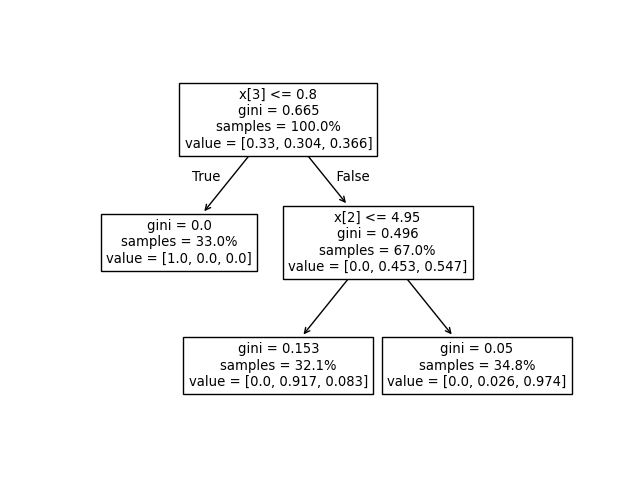 x[3] <= 0.8
gini = 0.665
samples = 100.0%
value = [0.33, 0.304, 0.366]
True
False
gini = 0.0
samples = 33.0%
value = [1.0, 0.0, 0.0]
x[2] <= 4.95
gini = 0.496
samples = 67.0%
value = [0.0, 0.453, 0.547]
gini = 0.153
samples = 32.1%
value = [0.0, 0.917, 0.083]
gini = 0.05
samples = 34.8%
value = [0.0, 0.026, 0.974]